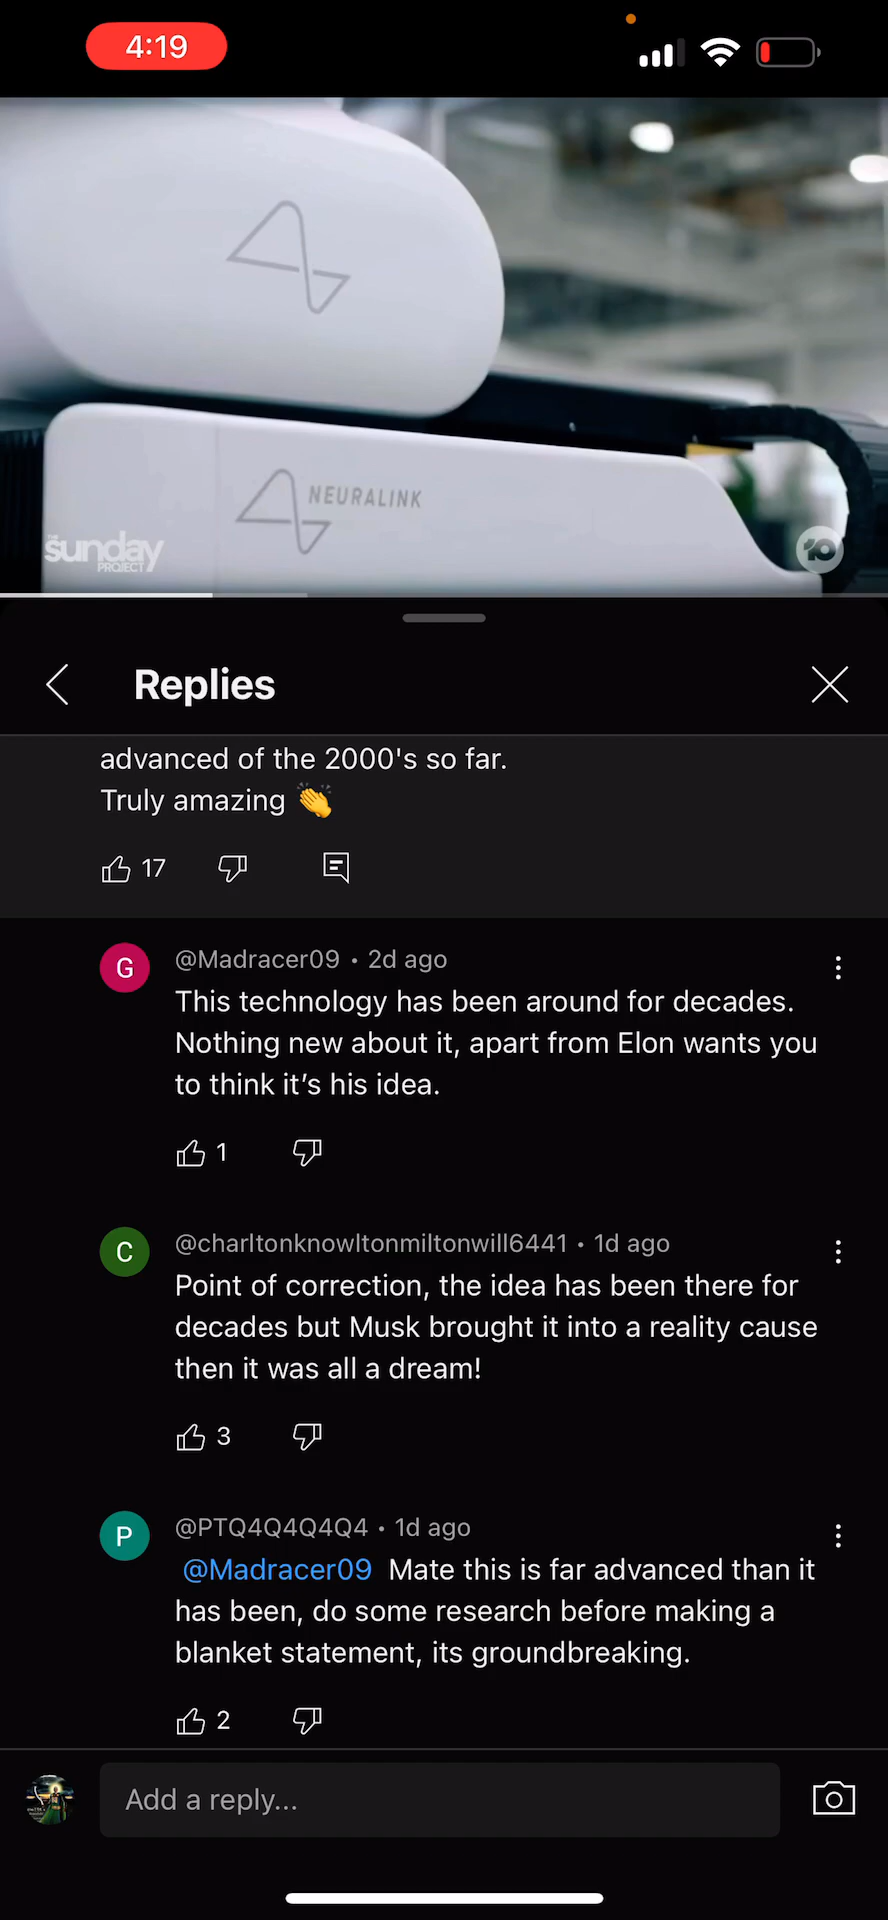 4:19
NEURALINK
THE
sunday
PROJECT
10
Replies
advanced of the 2000's so far.
Truly amazing 👏
17
G
@Madracer09 • 2d ago
This technology has been around for decades.
Nothing new about it, apart from Elon wants you
to think it’s his idea.
1
C
@charltonknowltonmiltonwill6441 • 1d ago
Point of correction, the idea has been there for
decades but Musk brought it into a reality cause
then it was all a dream!
3
P
@PTQ4Q4Q4Q4 • 1d ago
@Madracer09 Mate this is far advanced than it
has been, do some research before making a
blanket statement, its groundbreaking.
2
Add a reply...